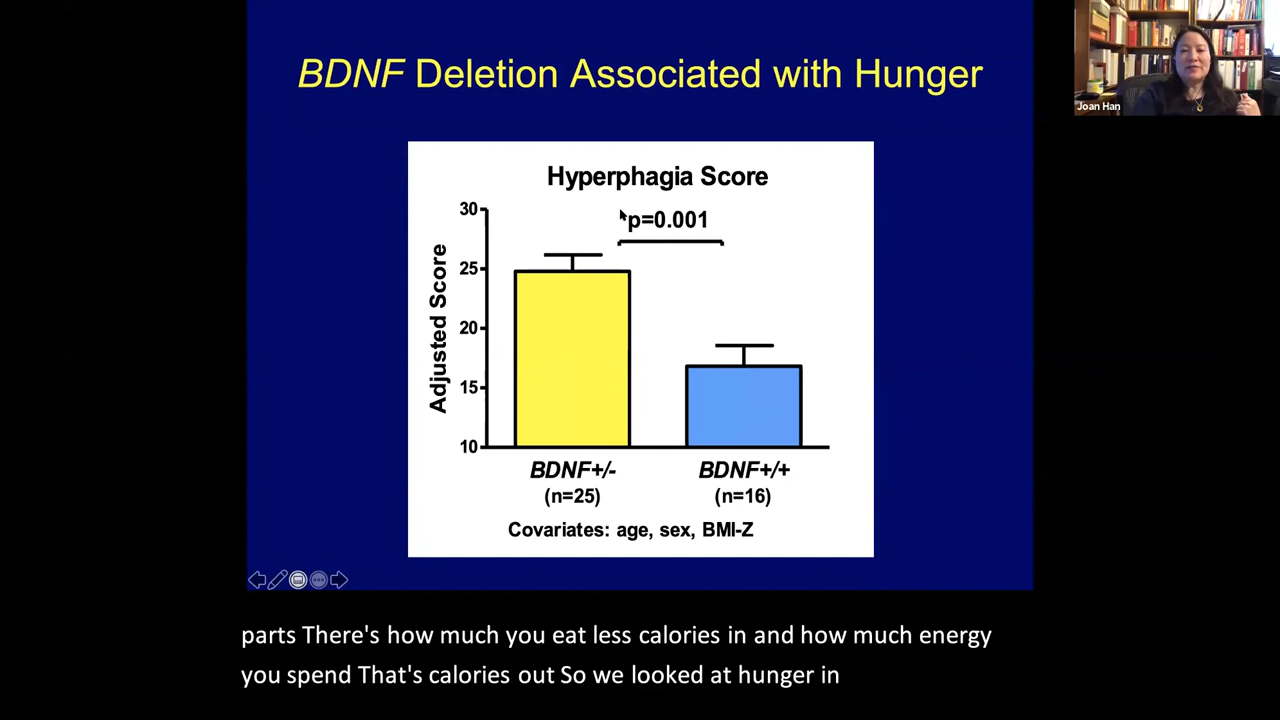 BDNF Deletion Associated with Hunger
Joan Han
Hyperphagia Score
p=0.001
30
25
20
15
10
Adjusted Score
BDNF+/-
BDNF+/+
(n=25)
(n=16)
Covariates: age, sex, BMI-Z
parts There's how much you eat less calories in and how much energy
you spend That's calories out So we looked at hunger in